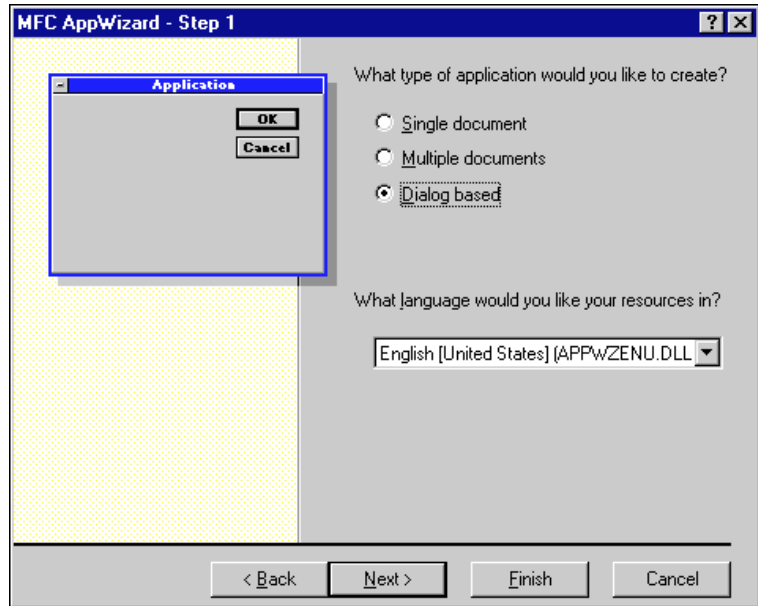 MFC AppWizard - Step 1
Application
OK
Cancel
What type of application would you like to create?
Single document
Multiple documents
Dialog based
What language would you like your resources in?
English [United States] (APPWZENU.DLL
< Back
Next >
Finish
Cancel